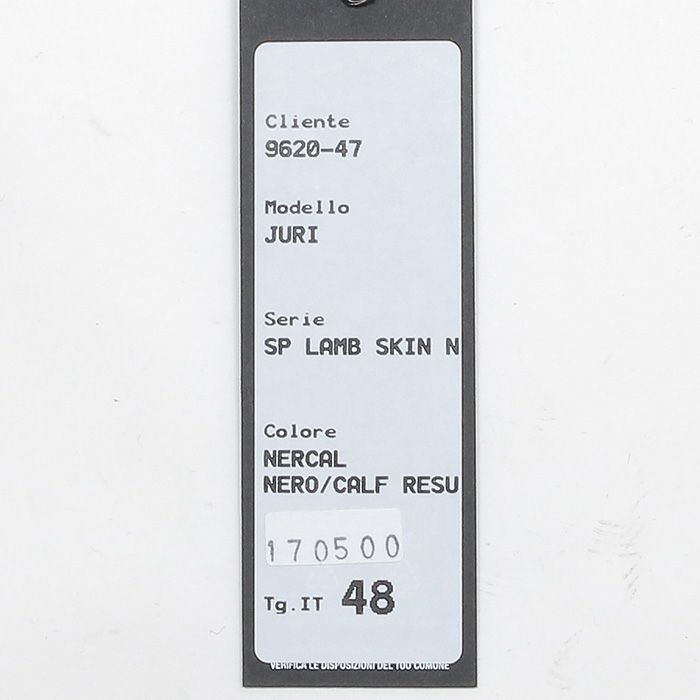 Cliente
9620-47
Modello
JURI
Serie
SP LAMB SKIN N
Colore
NERCAL
NERO/CALF RESU
170500
Tg.IT 48
VERIFICA LE DISPOSIZIONI DEL TUO COMUNE